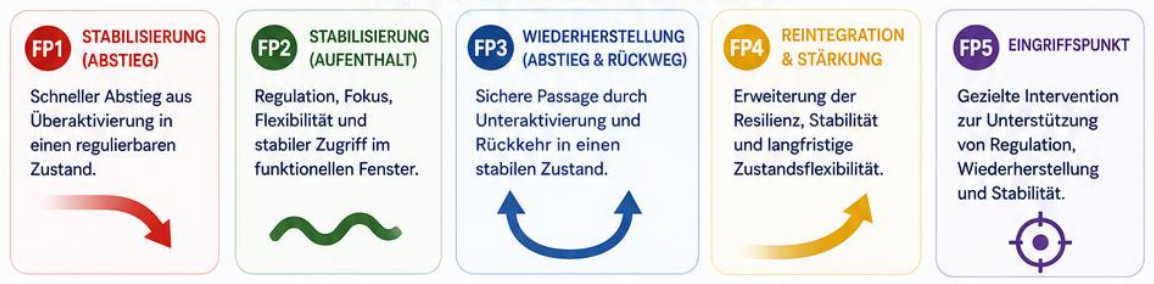 FP1
STABILISIERUNG
(ABSTIEG)
Schneller Abstieg aus
Überaktivierung in
einen regulierbaren
Zustand.
FP2
STABILISIERUNG
(AUFENTHALT)
Regulation, Fokus,
Flexibilität und
stabiler Zugriff im
funktionellen Fenster.
FP3
WIEDERHERSTELLUNG
(ABSTIEG & RÜCKWEG)
Sichere Passage durch
Unteraktivierung und
Rückkehr in einen
stabilen Zustand.
FP4
REINTEGRATION
& STÄRKUNG
Erweiterung der
Resilienz, Stabilität
und langfristige
Zustandsflexibilität.
FP5
EINGRIFFSPUNKT
Gezielte Intervention
zur Unterstützung
von Regulation,
Wiederherstellung
und Stabilität.